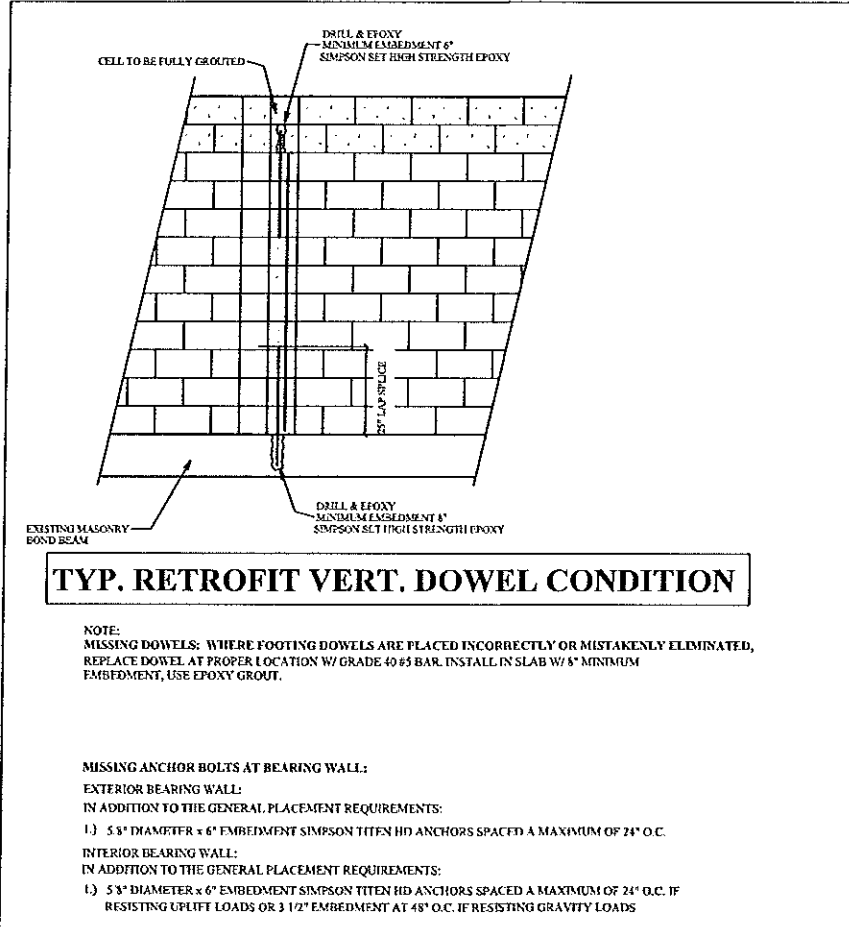 DRILL & EPOXY
MINIMUM EMBEDMENT 6"
SIMPSON SET HIGH STRENGTH EPOXY
CELL TO BE FULLY GROUTED
25" LAP SPLICE
DRILL & EPOXY
MINIMUM EMBEDMENT 8"
SIMPSON SET HIGH STRENGTH EPOXY
EXISTING MASONRY
BOND BEAM
TYP. RETROFIT VERT. DOWEL CONDITION
NOTE:
MISSING DOWELS: WHERE FOOTING DOWELS ARE PLACED INCORRECTLY OR MISTAKENLY ELIMINATED,
REPLACE DOWEL AT PROPER LOCATION W/ GRADE 40 #5 BAR. INSTALL IN SLAB W/ 8" MINIMUM
EMBEDMENT, USE EPOXY GROUT.
MISSING ANCHOR BOLTS AT BEARING WALL:
EXTERIOR BEARING WALL:
IN ADDITION TO THE GENERAL PLACEMENT REQUIREMENTS:
1.) 5/8" DIAMETER x 6" EMBEDMENT SIMPSON TITEN HD ANCHORS SPACED A MAXIMUM OF 24" O.C.
INTERIOR BEARING WALL:
IN ADDITION TO THE GENERAL PLACEMENT REQUIREMENTS:
1.) 5/8" DIAMETER x 6" EMBEDMENT SIMPSON TITEN HD ANCHORS SPACED A MAXIMUM OF 24" O.C. IF
RESISTING UPLIFT LOADS OR 3 1/2" EMBEDMENT AT 48" O.C. IF RESISTING GRAVITY LOADS